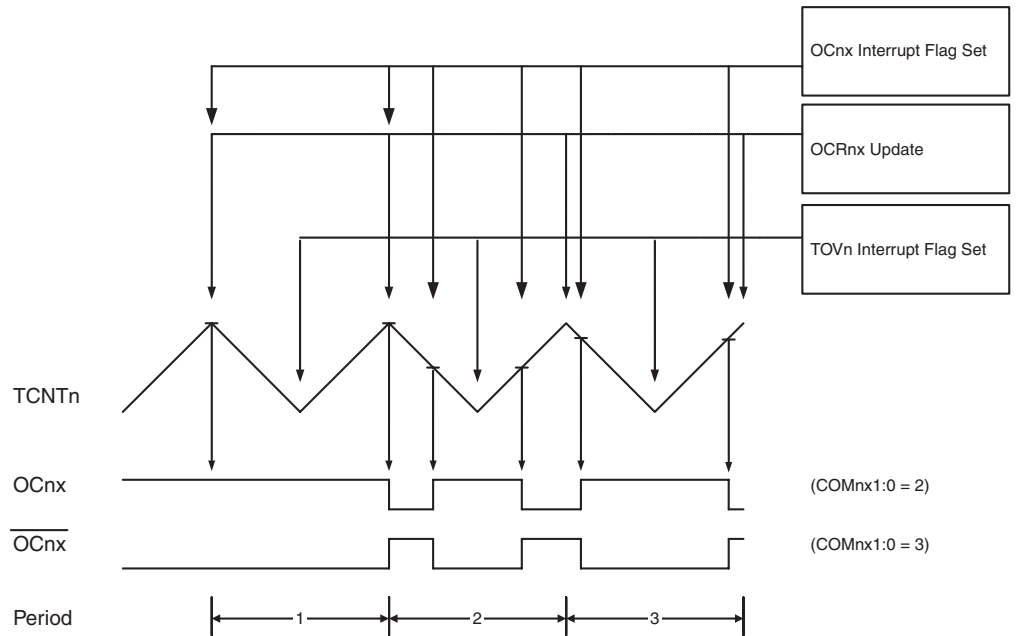 OCnx Interrupt Flag Set
OCRnx Update
TOVn Interrupt Flag Set
TCNTn
OCnx (COMnx1:0 = 2)
OCnx (COMnx1:0 = 3)
Period 1 2 3